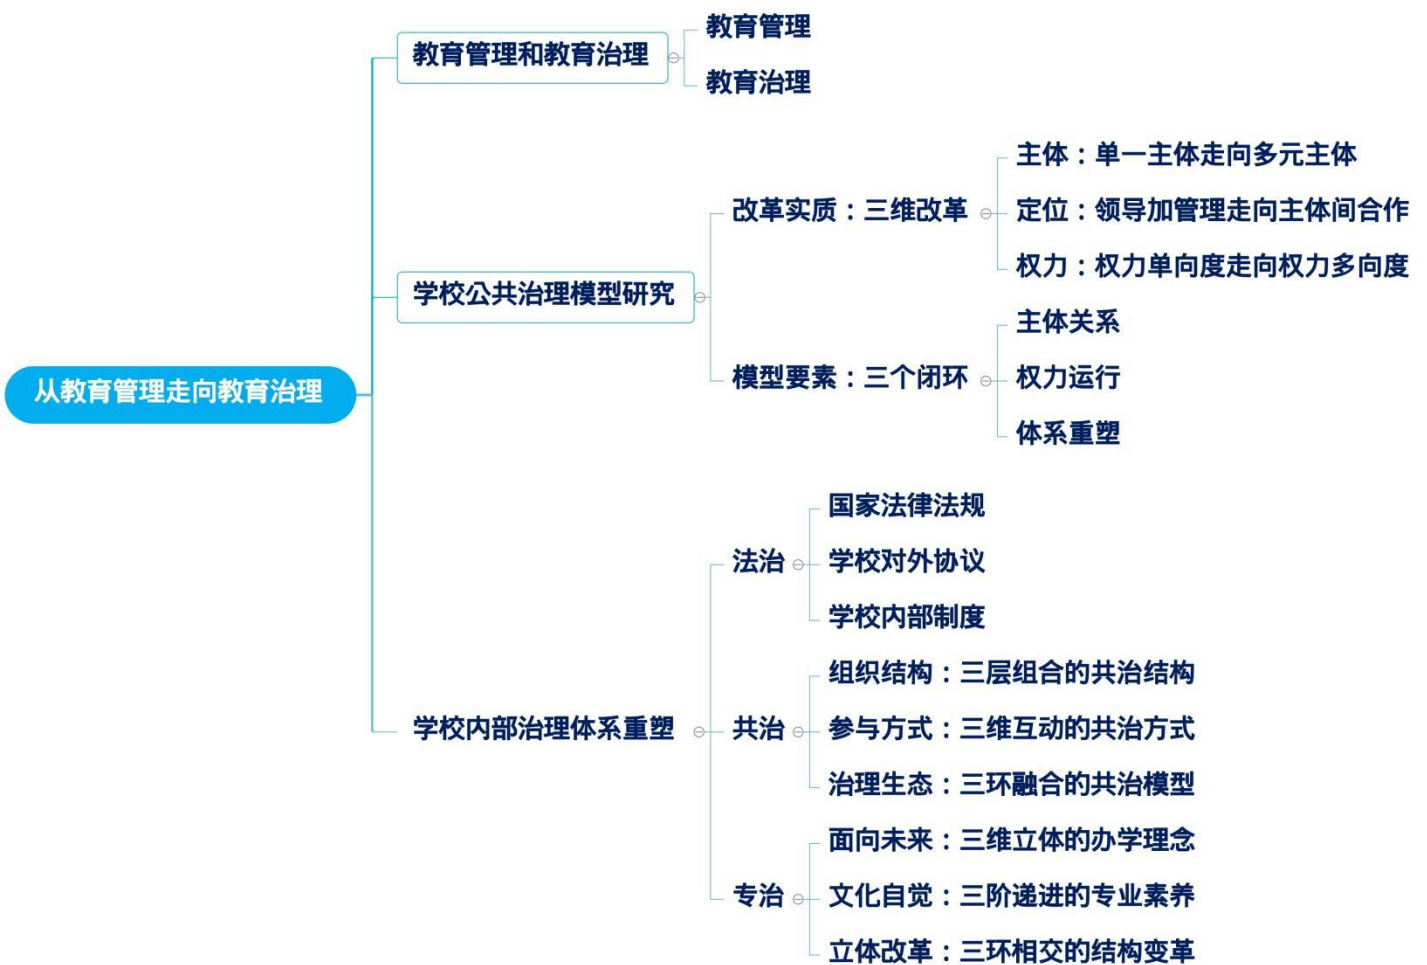 从教育管理走向教育治理
教育管理和教育治理
教育管理
教育治理
学校公共治理模型研究
改革实质：三维改革
主体：单一主体走向多元主体
定位：领导加管理走向主体间合作
权力：权力单向度走向权力多向度
模型要素：三个闭环
主体关系
权力运行
体系重塑
学校内部治理体系重塑
法治
国家法律法规
学校对外协议
学校内部制度
共治
组织结构：三层组合的共治结构
参与方式：三维互动的共治方式
治理生态：三环融合的共治模型
专治
面向未来：三维立体的办学理念
文化自觉：三阶递进的专业素养
立体改革：三环相交的结构变革